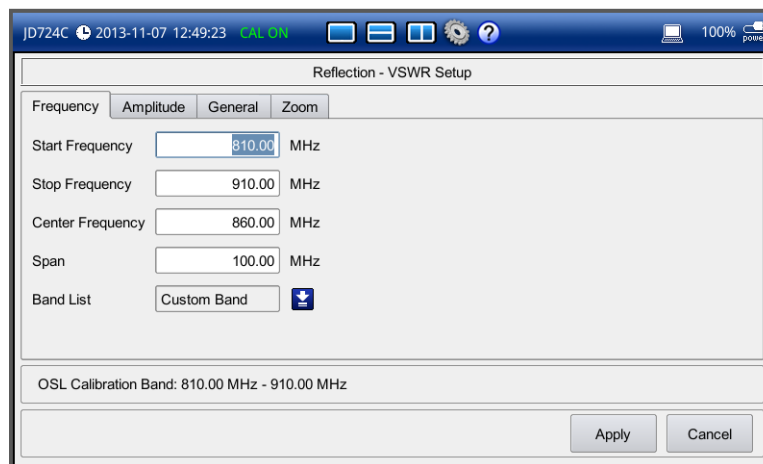 JD724C 2013-11-07 12:49:23 CAL ON 100%
Reflection - VSWR Setup
Frequency Amplitude General Zoom
Start Frequency 810.00 MHz
Stop Frequency 910.00 MHz
Center Frequency 860.00 MHz
Span 100.00 MHz
Band List Custom Band
OSL Calibration Band: 810.00 MHz - 910.00 MHz
Apply Cancel